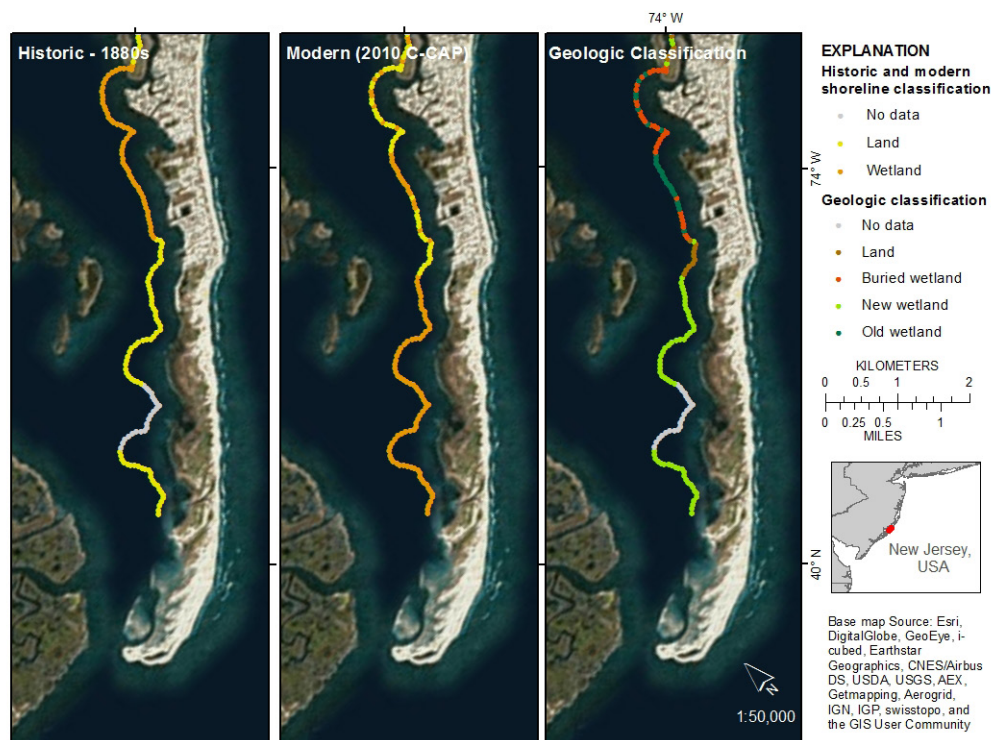 74° W
Historic - 1880s
Modern (2010 C-CAP)
Geologic Classification
74° W
40° N
N
1:50,000
EXPLANATION
Historic and modern
shoreline classification
No data
Land
Wetland
Geologic classification
No data
Land
Buried wetland
New wetland
Old wetland
KILOMETERS
0 0.5 1 2
0 0.25 0.5 1
MILES
New Jersey,
USA
Base map Source: Esri,
DigitalGlobe, GeoEye, i-
cubed, Earthstar
Geographics, CNES/Airbus
DS, USDA, USGS, AEX,
Getmapping, Aerogrid,
IGN, IGP, swisstopo, and
the GIS User Community